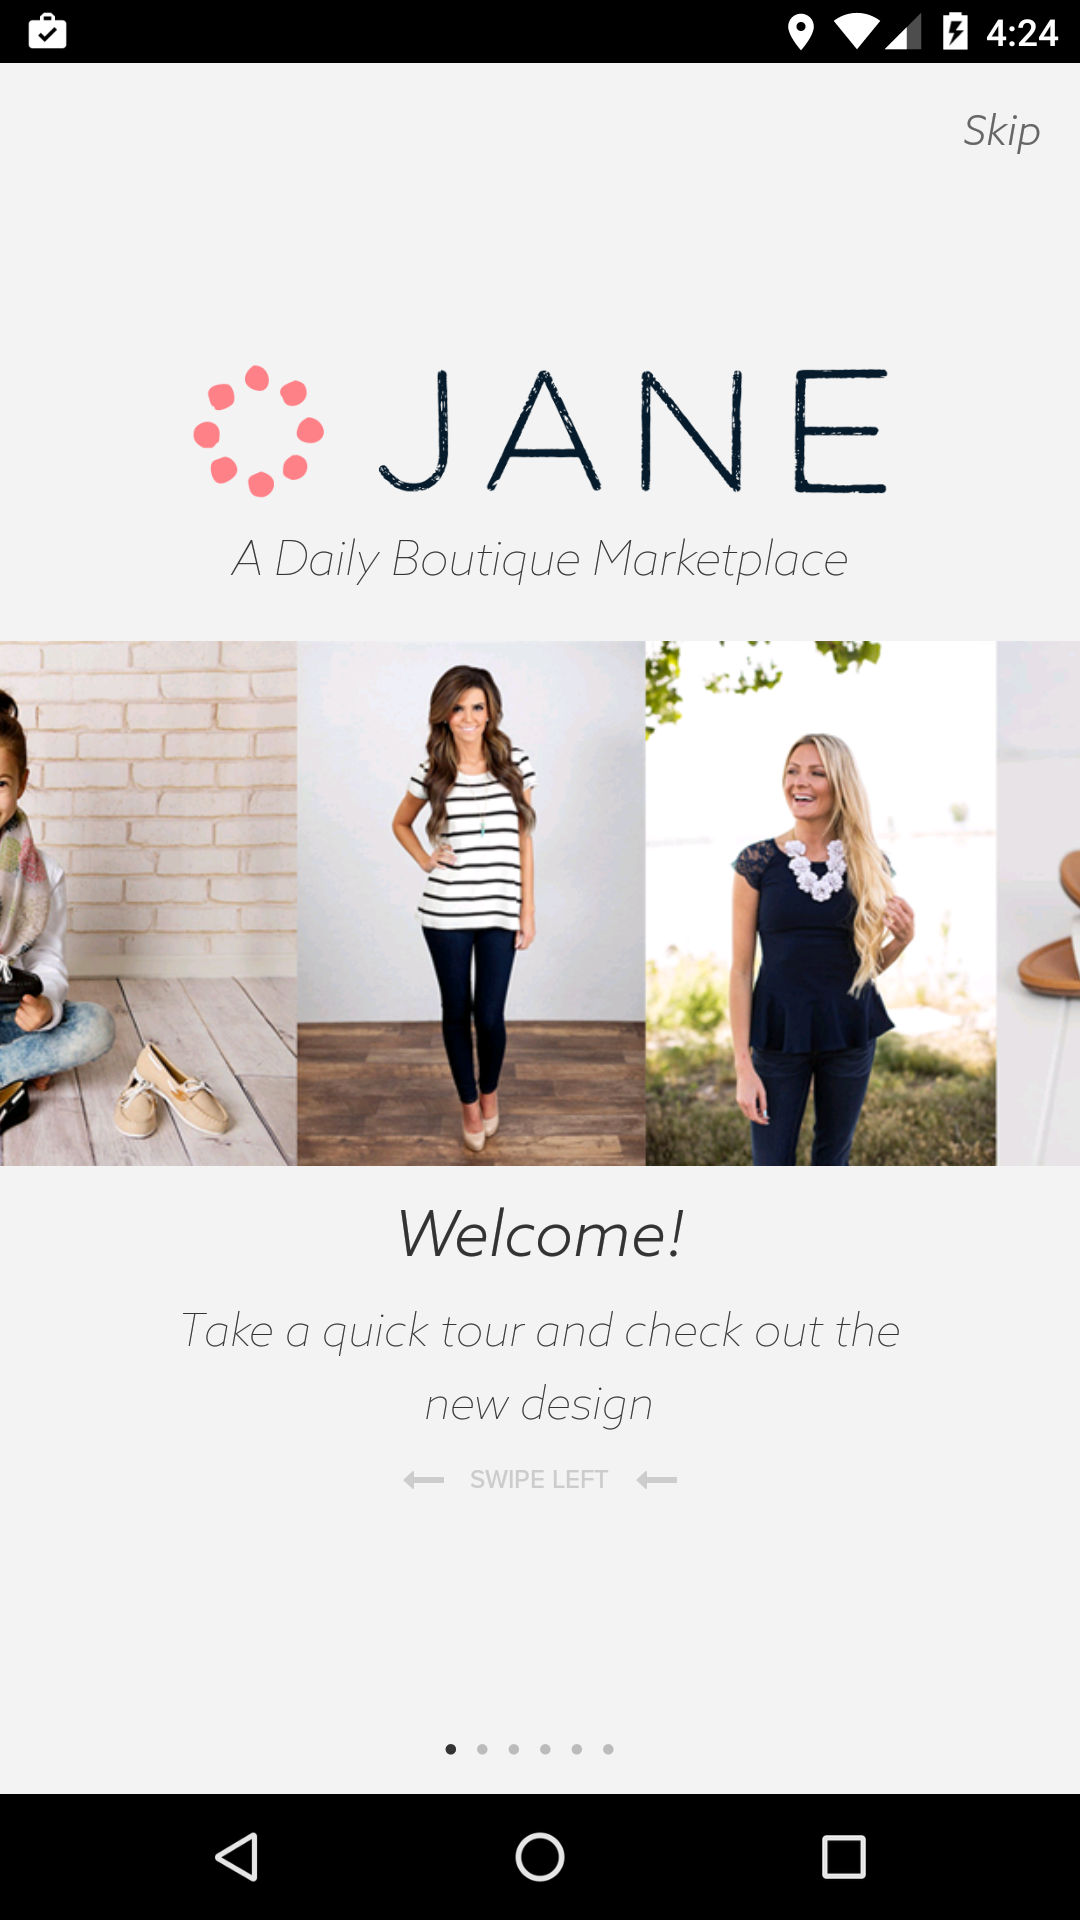 4:24
Skip
JANE
A Daily Boutique Marketplace
Welcome!
Take a quick tour and check out the
new design
SWIPE LEFT